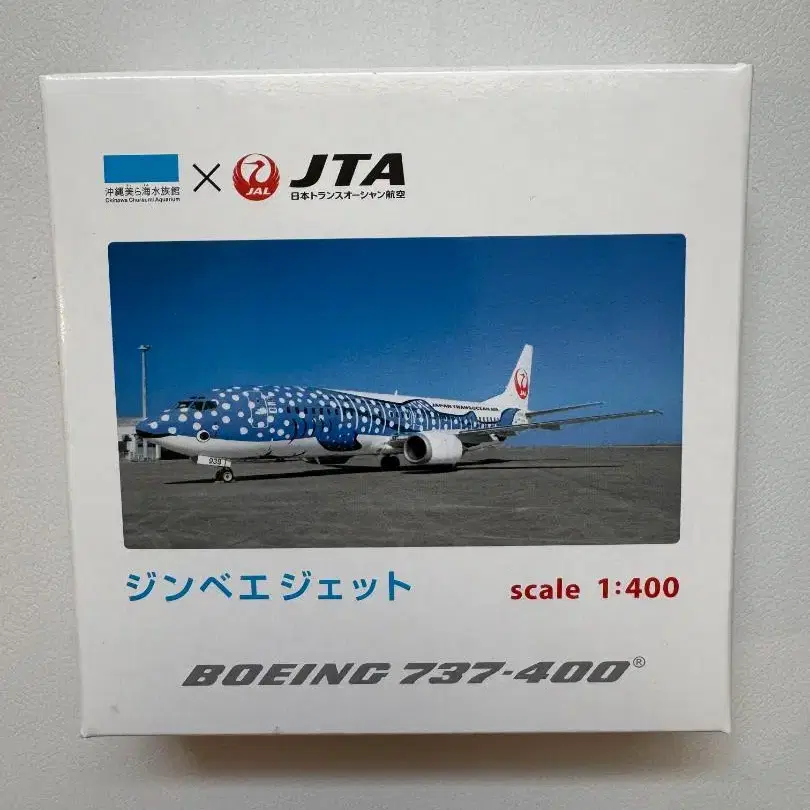 沖縄美ら海水族館
Okinawa Churaumi Aquarium
×
JAL
JTA
日本トランスオーシャン航空
JAPAN TRANSOCEAN AIR
939
ジンベエ ジェット
scale 1:400
BOEING 737-400®